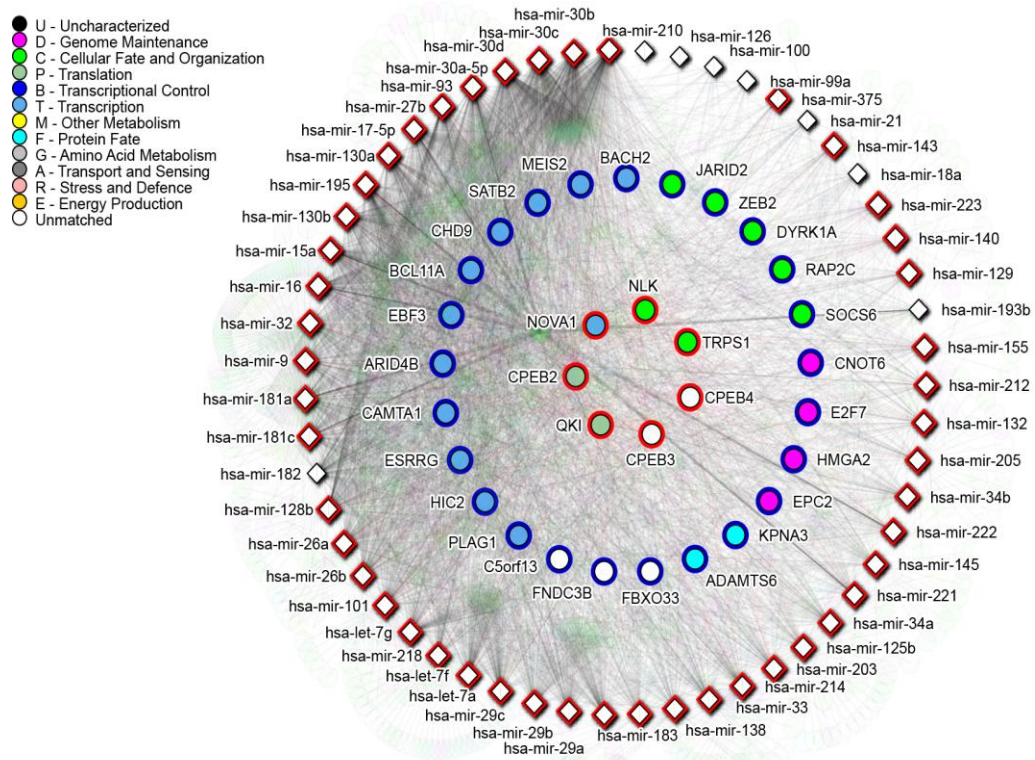 U - Uncharacterized
D - Genome Maintenance
C - Cellular Fate and Organization
P - Translation
B - Transcriptional Control
T - Transcription
M - Other Metabolism
F - Protein Fate
G - Amino Acid Metabolism
A - Transport and Sensing
R - Stress and Defence
E - Energy Production
Unmatched
hsa-mir-30b
hsa-mir-30c
hsa-mir-30d
hsa-mir-30a-5p
hsa-mir-93
hsa-mir-27b
hsa-mir-17-5p
hsa-mir-130a
hsa-mir-195
hsa-mir-130b
hsa-mir-15a
hsa-mir-16
hsa-mir-32
hsa-mir-9
hsa-mir-181a
hsa-mir-181c
hsa-mir-182
hsa-mir-128b
hsa-mir-26a
hsa-mir-26b
hsa-mir-101
hsa-let-7g
hsa-mir-218
hsa-let-7f
hsa-let-7a
hsa-mir-29c
hsa-mir-29b
hsa-mir-29a
hsa-mir-183
hsa-mir-138
hsa-mir-33
hsa-mir-214
hsa-mir-203
hsa-mir-125b
hsa-mir-34a
hsa-mir-221
hsa-mir-145
hsa-mir-222
hsa-mir-34b
hsa-mir-205
hsa-mir-132
hsa-mir-212
hsa-mir-155
hsa-mir-193b
hsa-mir-129
hsa-mir-140
hsa-mir-223
hsa-mir-18a
hsa-mir-143
hsa-mir-21
hsa-mir-375
hsa-mir-99a
hsa-mir-100
hsa-mir-126
hsa-mir-210
BACH2
JARID2
ZEB2
DYRK1A
RAP2C
SOCS6
CNOT6
E2F7
HMGA2
EPC2
KPNA3
ADAMTS6
FBXO33
FNDC3B
C5orf13
PLAG1
HIC2
ESRRG
CAMTA1
ARID4B
EBF3
BCL11A
CHD9
SATB2
MEIS2
NLK
TRPS1
CPEB4
CPEB3
QKI
CPEB2
NOVA1